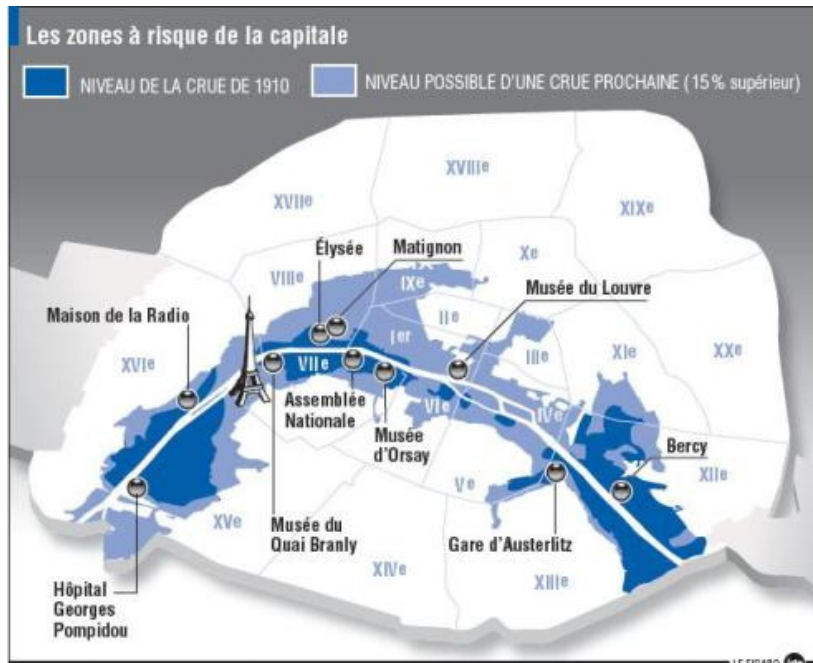 Les zones à risque de la capitale
NIVEAU DE LA CRUE DE 1910
NIVEAU POSSIBLE D'UNE CRUE PROCHAINE (15% supérieur)
XVIIIe
XVIIe
XIXe
Élysée
Matignon
Xe
VIIIe
IXe
Musée du Louvre
Maison de la Radio
IIe
Ier
IIIe
XIe
XXe
XVIe
VIIe
Assemblée
Nationale
VIe
IVe
Musée
d'Orsay
Bercy
XIIe
Ve
XVe
Musée du
Quai Branly
Gare d'Austerlitz
XIVe
XIIIe
Hôpital
Georges
Pompidou
LE FIGARO